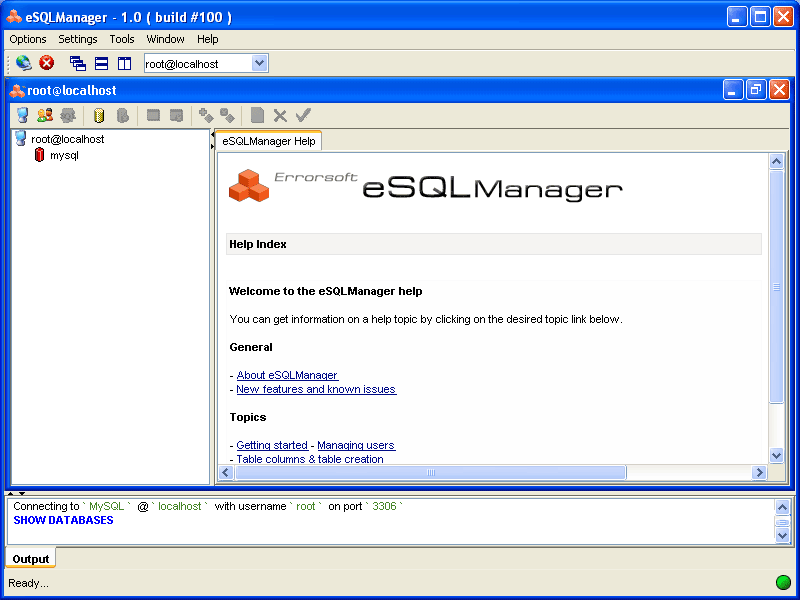 eSQLManager - 1.0 ( build #100 )
Options Settings Tools Window Help
root@localhost
root@localhost
root@localhost
mysql
eSQLManager Help
Errorsoft eSQLManager
Help Index
Welcome to the eSQLManager help
You can get information on a help topic by clicking on the desired topic link below.
General
- About eSQLManager
- New features and known issues
Topics
- Getting started - Managing users
- Table columns & table creation
Connecting to ` MySQL ` @ ` localhost ` with username ` root ` on port ` 3306 `
SHOW DATABASES
Output
Ready...